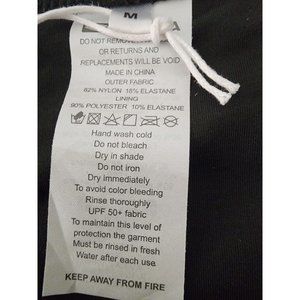 M
DO NOT REMOVE
OR RETURNS AND
REPLACEMENTS WILL BE VOID
MADE IN CHINA
OUTER FABRIC
82% NYLON 18% ELASTANE
LINING
90% POLYESTER 10% ELASTANE
Hand wash cold
Do not bleach
Dry in shade
Do not iron
Dry immediately
To avoid color bleeding
Rinse thoroughly
UPF 50+ fabric
To maintain this level of
protection the garment
Must be rinsed in fresh
Water after each use.
KEEP AWAY FROM FIRE